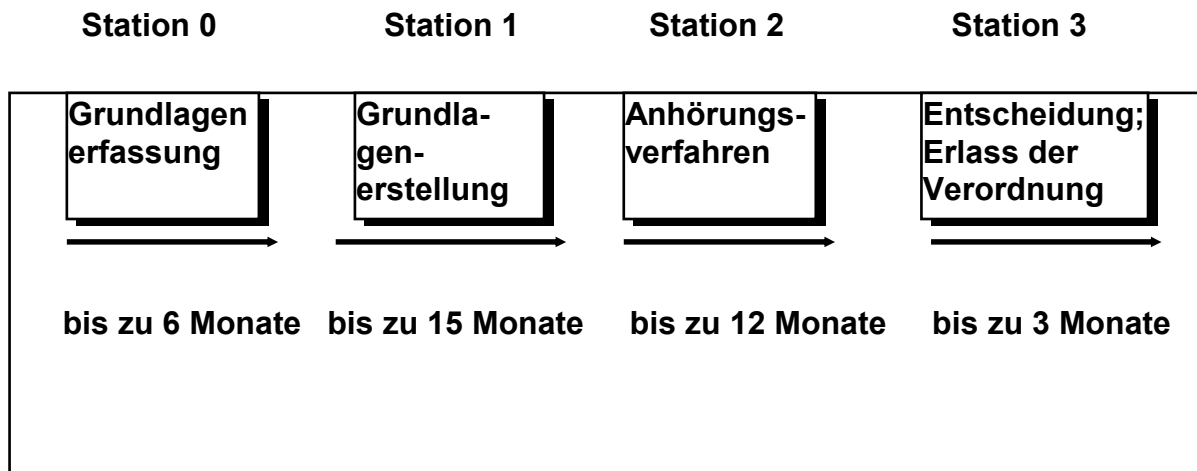 Station 0 Station 1 Station 2 Station 3
Grundlagen
erfassung
Grundla-
gen-
erstellung
Anhörungs-
verfahren
Entscheidung;
Erlass der
Verordnung
bis zu 6 Monate bis zu 15 Monate bis zu 12 Monate bis zu 3 Monate